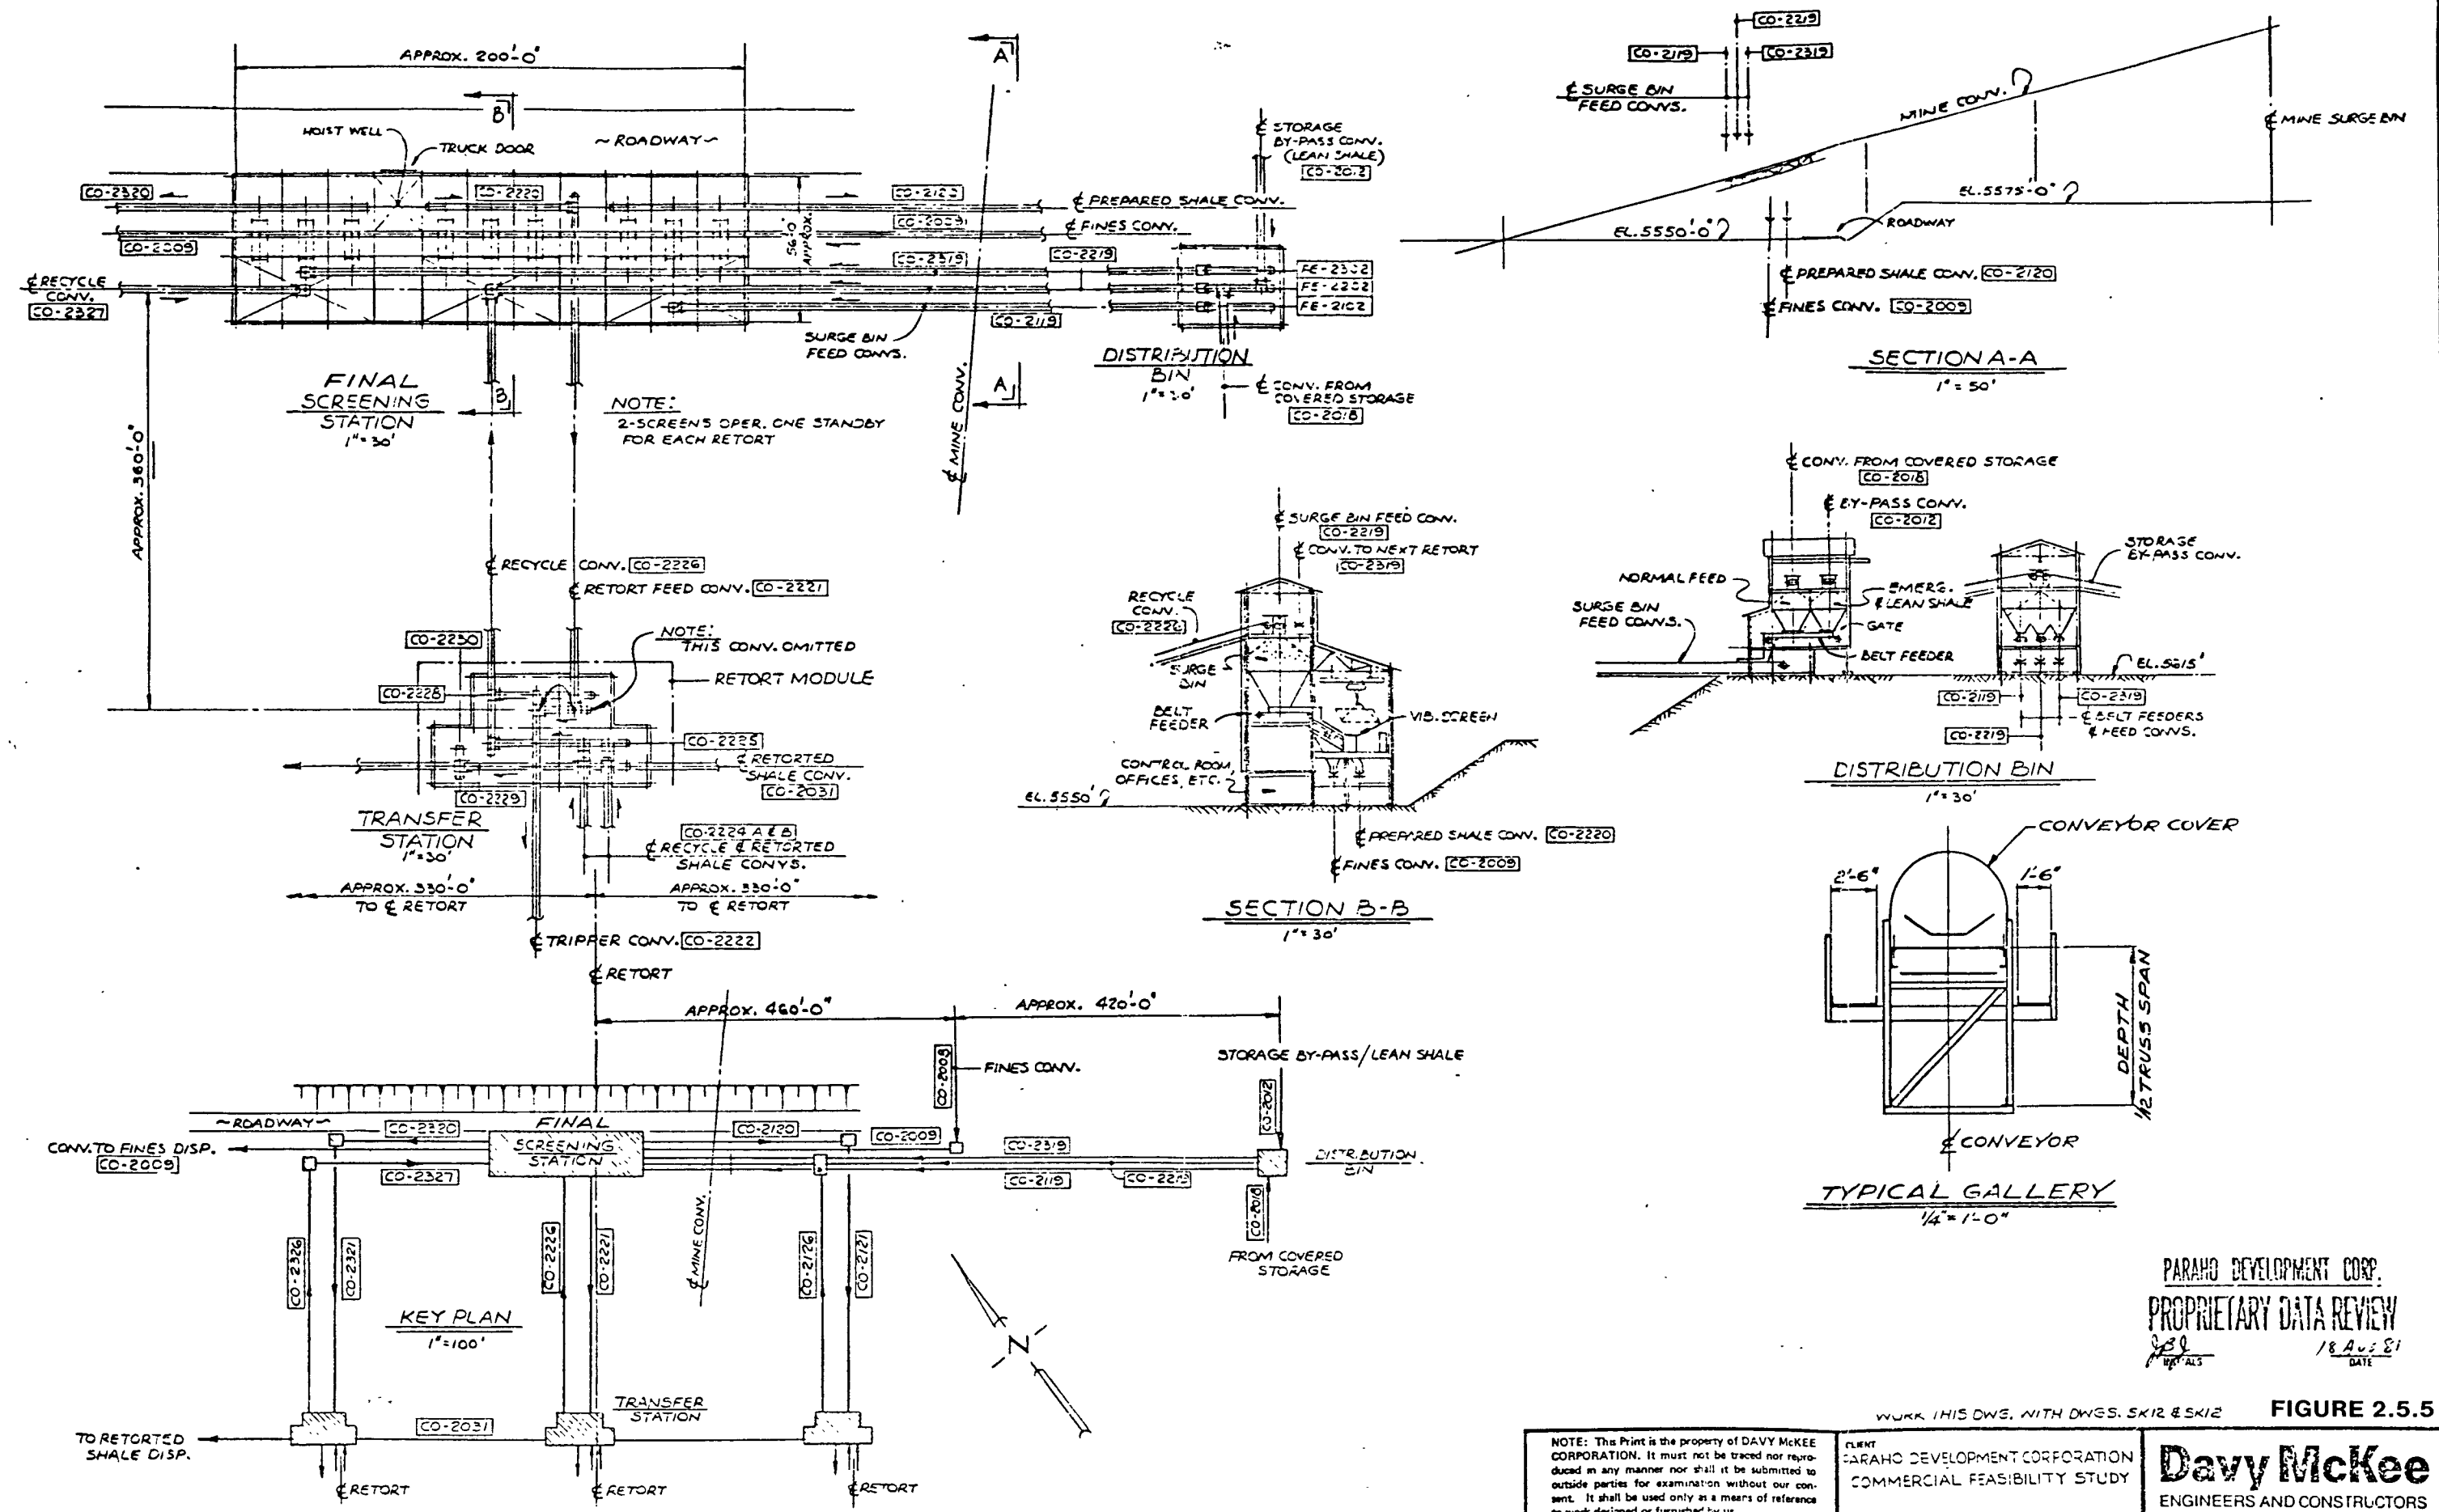 APPROX. 200'-0"
A
B
HOIST WELL
TRUCK DOOR
~ROADWAY~
℄ STORAGE
BY-PASS CONV.
(LEAN SHALE)
CO-2012
CO-2320
CO-2220
℄ PREPARED SHALE CONV.
CO-2009
℄ FINES CONV.
CO-2009
56'-0"
APPROX.
CO-2319
CO-2219
℄ RECYCLE
CONV.
CO-2327
FE-2302
FE-2202
FE-2102
CO-2119
SURGE BIN
FEED CONVS.
DISTRIBUTION
BIN
℄ CONV. FROM
COVERED STORAGE
CO-2018
A
B
FINAL
SCREENING
STATION
1"=30'
NOTE:
2-SCREENS OPER. ONE STANDBY
FOR EACH RETORT
℄ MINE CONV.
APPROX. 360'-0"
℄ RECYCLE CONV. CO-2226
℄ RETORT FEED CONV. CO-2221
CO-2230
NOTE:
THIS CONV. OMITTED
CO-2228
RETORT MODULE
CO-2225
℄ RETORTED
SHALE CONV.
CO-2031
CO-2229
TRANSFER
STATION
1"=30'
CO-2224 A & B
℄ RECYCLE & RETORTED
SHALE CONVS.
APPROX. 330'-0"
TO ℄ RETORT
APPROX. 330'-0"
TO ℄ RETORT
℄ TRIPPER CONV. CO-2222
℄ RETORT
CO-2219
CO-2119
CO-2319
℄ SURGE BIN
FEED CONVS.
MINE CONV.
℄ MINE SURGE BIN
EL. 5575'-0"
EL. 5550'-0"
ROADWAY
℄ PREPARED SHALE CONV. CO-2120
℄ FINES CONV. CO-2009
SECTION A-A
1" = 50'
℄ SURGE BIN FEED CONV.
CO-2219
℄ CONV. TO NEXT RETORT
CO-2319
RECYCLE
CONV.
CO-2226
SURGE
BIN
BELT
FEEDER
VIB. SCREEN
CONTROL ROOM
OFFICES, ETC.
EL. 5550'
℄ PREPARED SHALE CONV. CO-2220
℄ FINES CONV. CO-2009
SECTION B-B
1"=30'
℄ CONV. FROM COVERED STORAGE
CO-2018
℄ BY-PASS CONV.
CO-2012
STORAGE
BY-PASS CONV.
NORMAL FEED
EMERG.
& LEAN SHALE
SURGE BIN
FEED CONVS.
GATE
BELT FEEDER
EL. 5615'
CO-2119
CO-2319
℄ BELT FEEDERS
& FEED CONVS.
CO-2219
DISTRIBUTION BIN
1"=30'
CONVEYOR COVER
2'-6"
1'-6"
DEPTH
1/2 TRUSS SPAN
℄ CONVEYOR
TYPICAL GALLERY
1/4"=1'-0"
APPROX. 460'-0"
APPROX. 420'-0"
CO-2008
FINES CONV.
STORAGE BY-PASS/LEAN SHALE
CO-2012
~ROADWAY~
CO-2320
FINAL
SCREENING
STATION
CO-2120
CO-2009
CO-2319
CONV. TO FINES DISP.
CO-2009
CO-2327
CO-2119
CO-2219
DISTRIBUTION
BIN
CO-2018
FROM COVERED
STORAGE
CO-2326
CO-2321
CO-2226
CO-2221
℄ MINE CONV.
CO-2126
CO-2121
KEY PLAN
1"=100'
N
TRANSFER
STATION
CO-2031
TO RETORTED
SHALE DISP.
℄ RETORT
℄ RETORT
℄ RETORT
PARAHO DEVELOPMENT CORP.
PROPRIETARY DATA REVIEW
INITIALS
18 Aug 81
DATE
WORK THIS DWG. WITH DWGS. SK12 & SK12
FIGURE 2.5.5
NOTE: This Print is the property of DAVY McKEE
CORPORATION. It must not be traced nor repro-
duced in any manner nor shall it be submitted to
outside parties for examination without our con-
sent. It shall be used only as a means of reference
to work designed or furnished by us.
CLIENT
PARAHO DEVELOPMENT CORPORATION
COMMERCIAL FEASIBILITY STUDY
Davy McKee
ENGINEERS AND CONSTRUCTORS